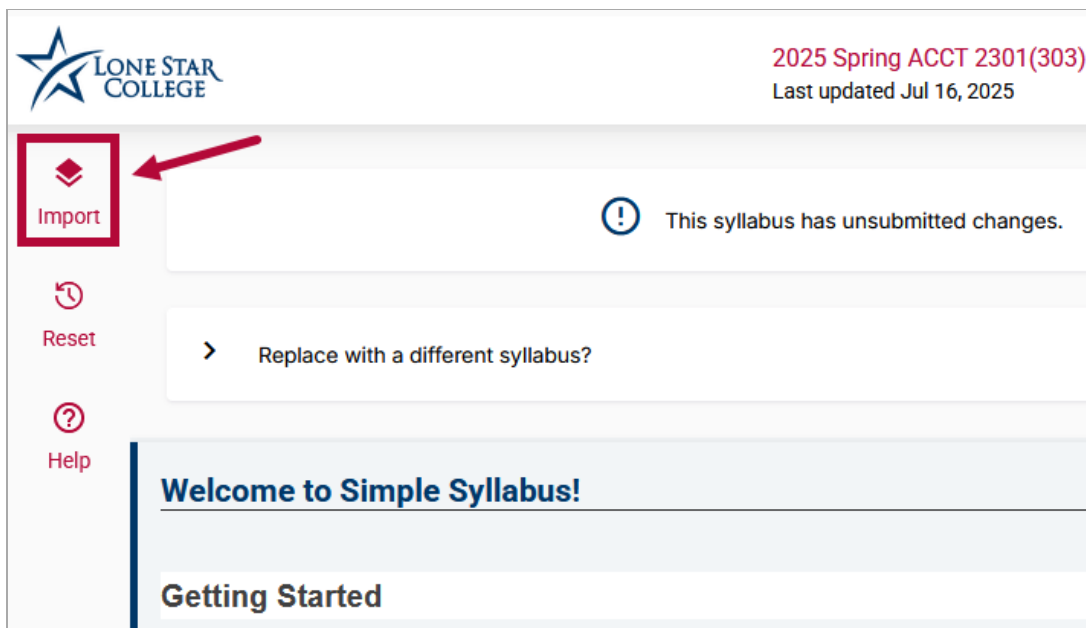 LONE STAR
COLLEGE
2025 Spring ACCT 2301(303)
Last updated Jul 16, 2025
Import
This syllabus has unsubmitted changes.
Reset
Replace with a different syllabus?
Help
Welcome to Simple Syllabus!
Getting Started